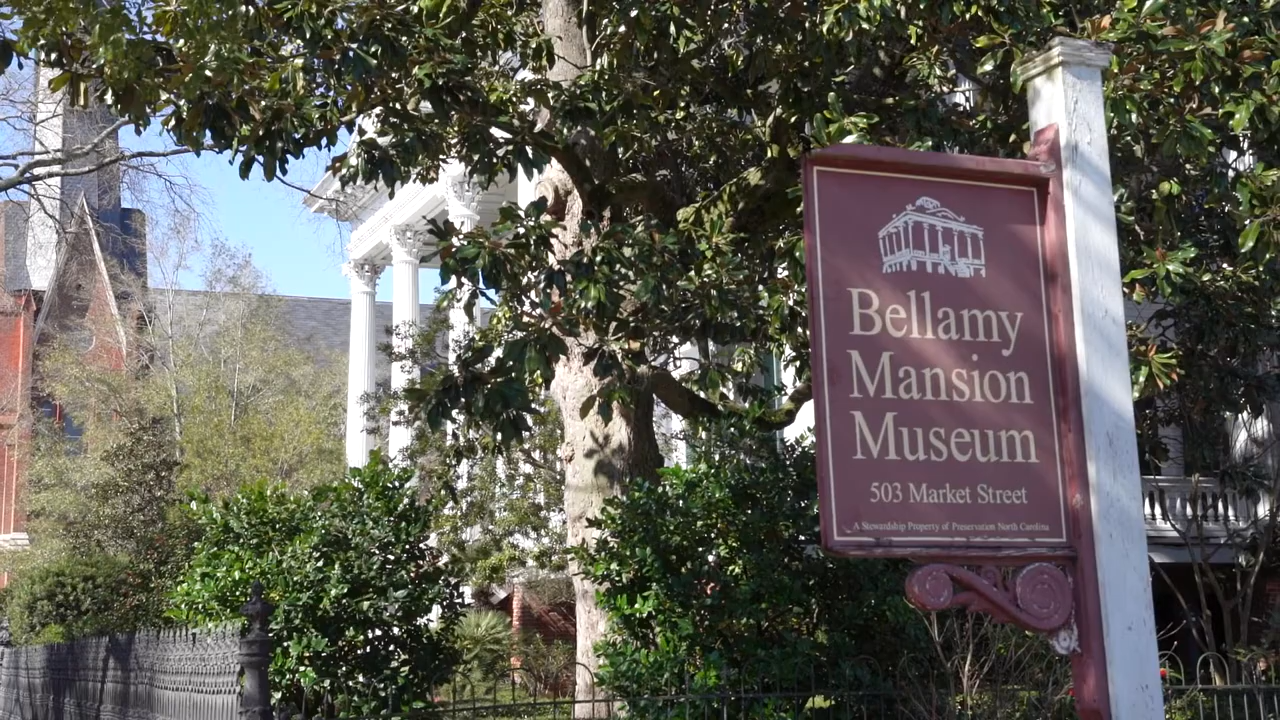 Bellamy
Mansion
Museum
503 Market Street
A Stewardship Property of Preservation North Carolina